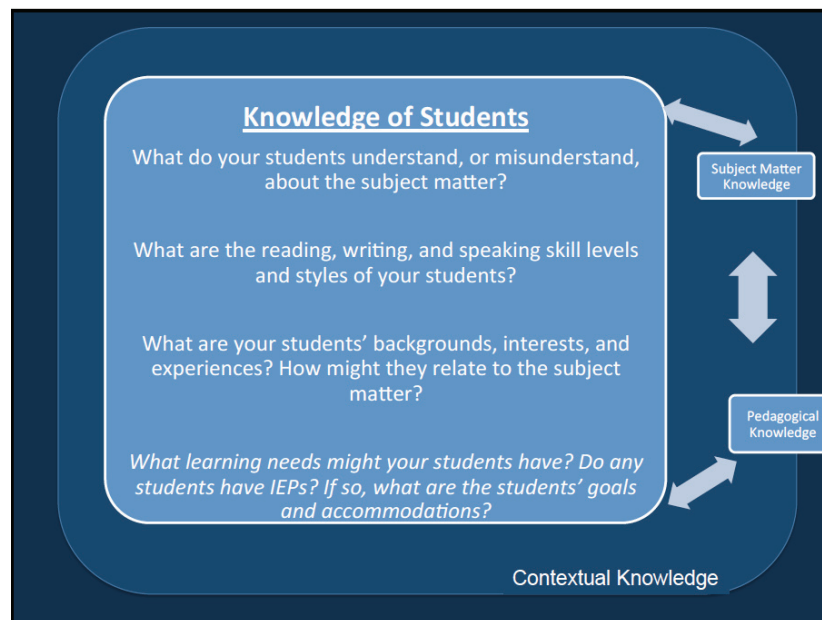 Knowledge of Students
What do your students understand, or misunderstand,
about the subject matter?
What are the reading, writing, and speaking skill levels
and styles of your students?
What are your students’ backgrounds, interests, and
experiences? How might they relate to the subject
matter?
What learning needs might your students have? Do any
students have IEPs? If so, what are the students’ goals
and accommodations?
Subject Matter
Knowledge
Pedagogical
Knowledge
Contextual Knowledge